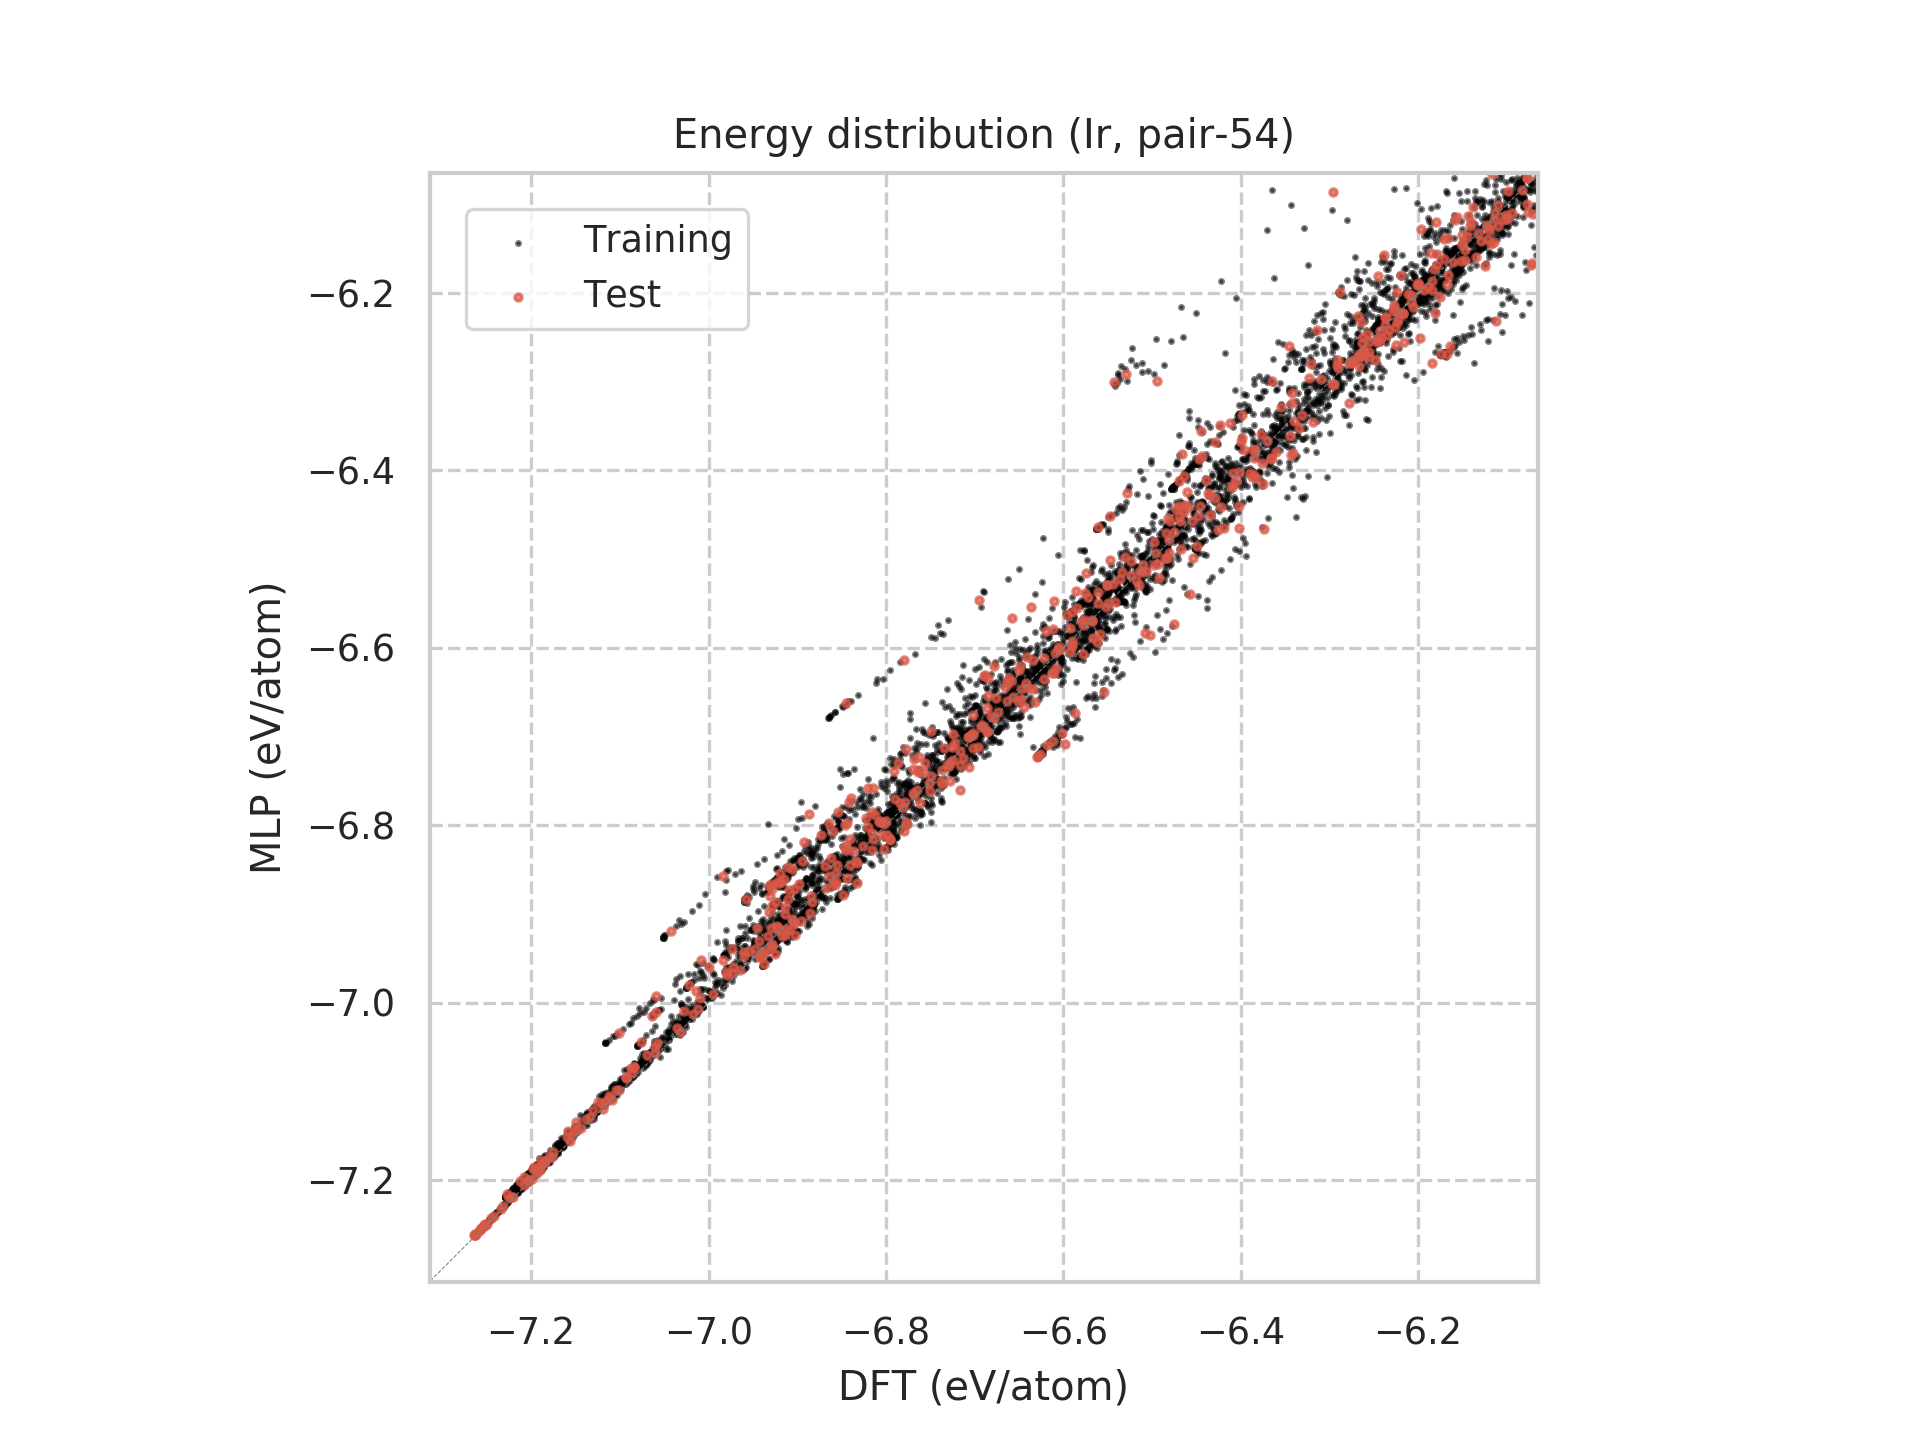 Energy distribution (Ir, pair-54)
Training
Test
MLP (eV/atom)
−6.2
−6.4
−6.6
−6.8
−7.0
−7.2
−7.2 −7.0 −6.8 −6.6 −6.4 −6.2
DFT (eV/atom)